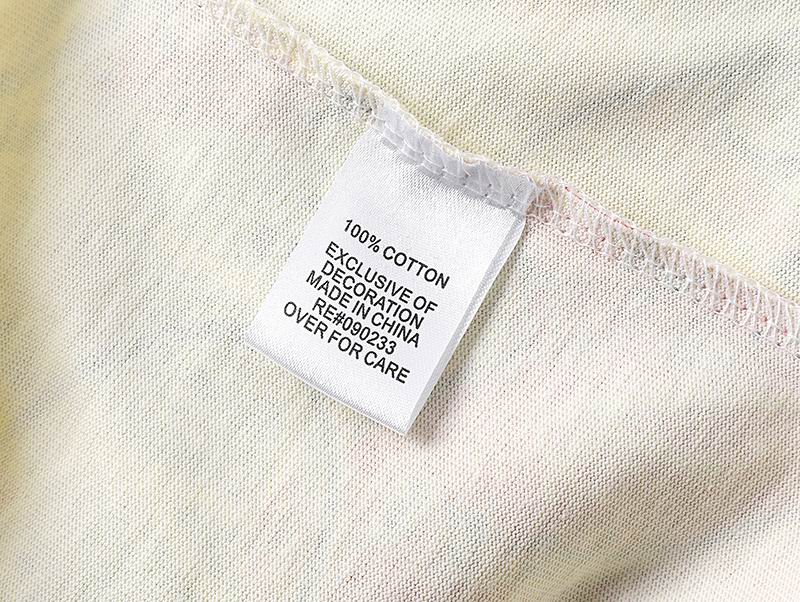 100% COTTON
EXCLUSIVE OF
DECORATION
MADE IN CHINA
RE#090233
OVER FOR CARE